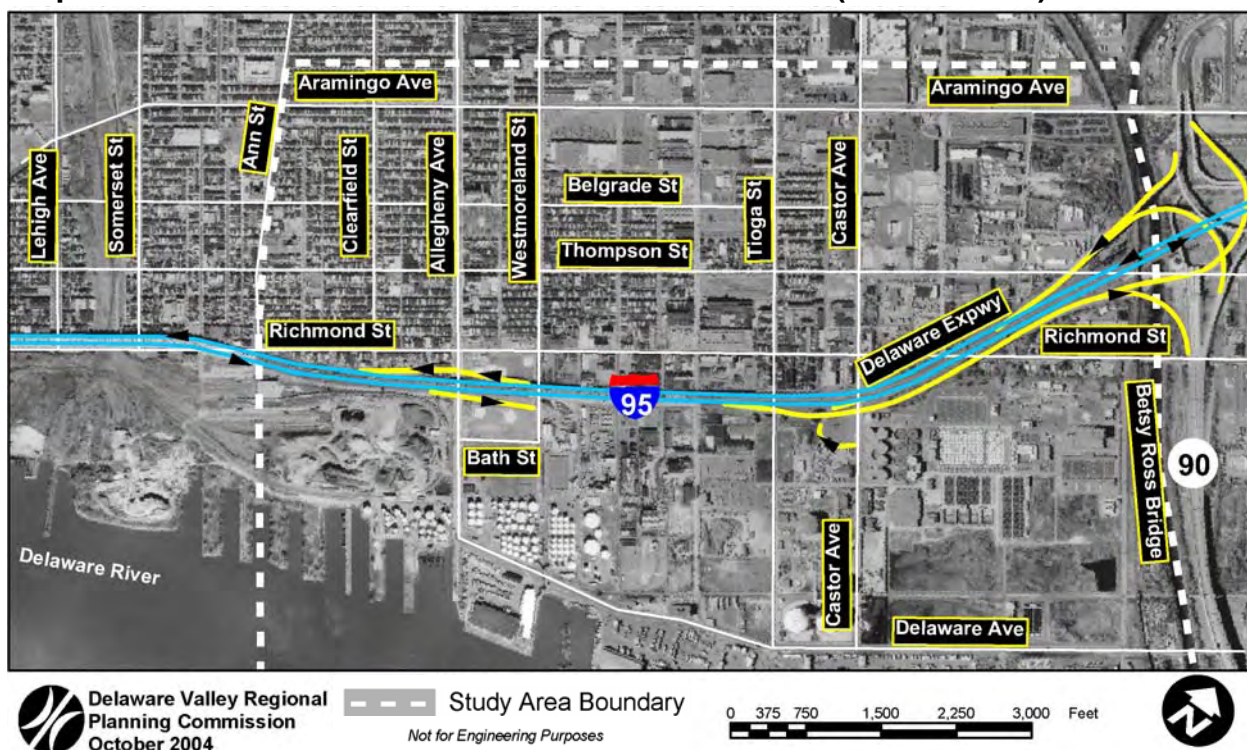 Aramingo Ave
Aramingo Ave
Ann St
Lehigh Ave
Somerset St
Clearfield St
Allegheny Ave
Westmoreland St
Belgrade St
Tioga St
Castor Ave
Thompson St
Richmond St
Delaware Expwy
Richmond St
95
Betsy Ross Bridge
90
Bath St
Delaware River
Castor Ave
Delaware Ave
Delaware Valley Regional
Planning Commission
October 2004
Study Area Boundary
Not for Engineering Purposes
0 375 750 1,500 2,250 3,000 Feet
N